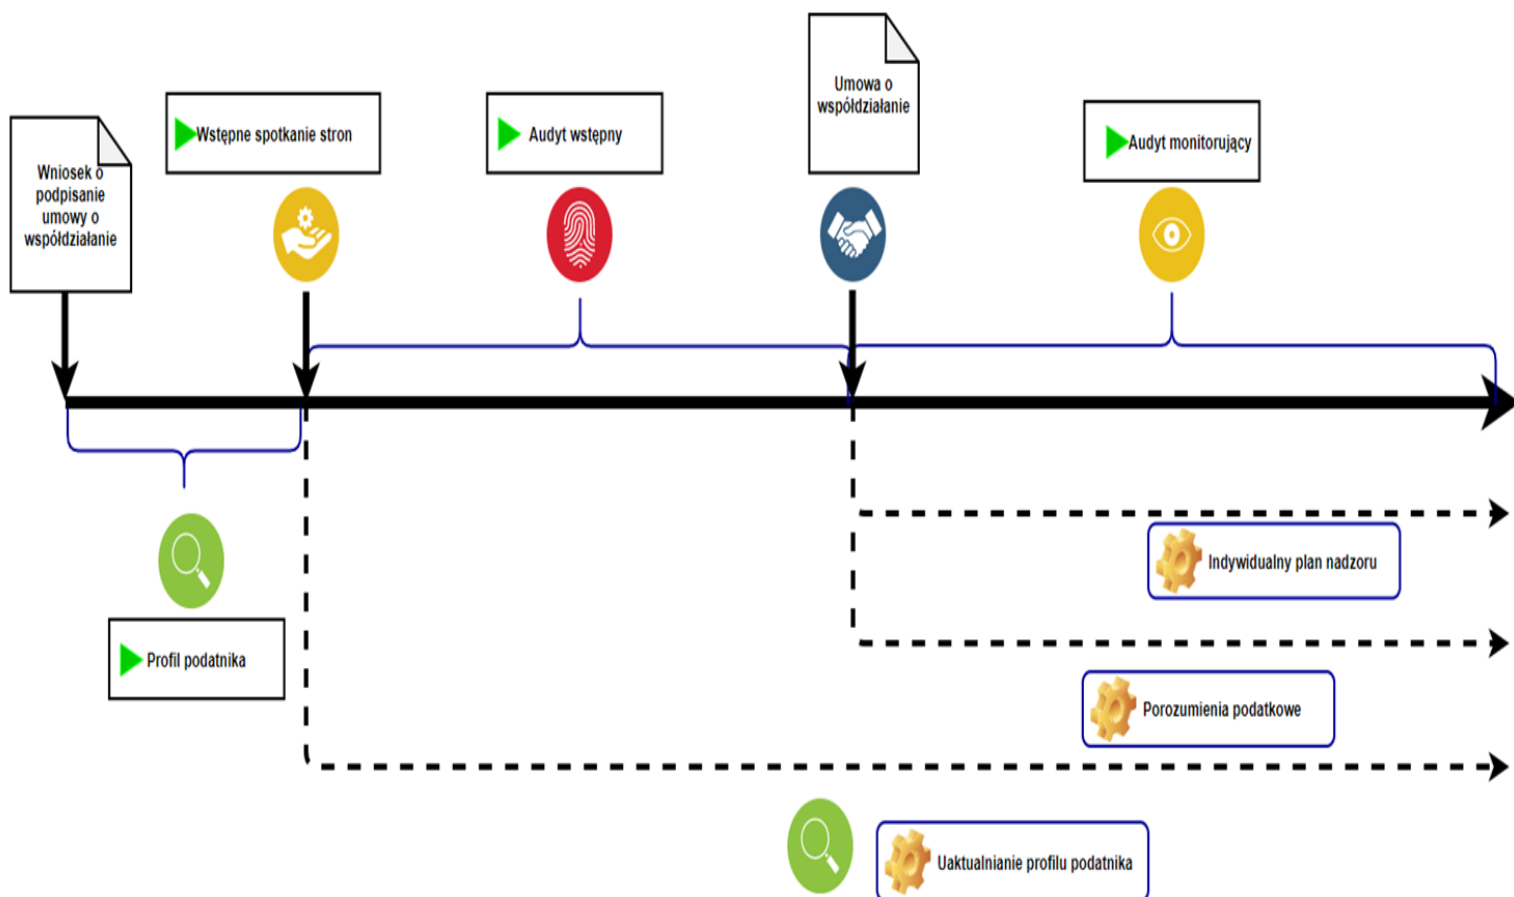 Wniosek o
podpisanie
umowy o
współdziałanie
Wstępne spotkanie stron
Audyt wstępny
Umowa o
współdziałanie
Audyt monitorujący
Profil podatnika
Indywidualny plan nadzoru
Porozumienia podatkowe
Uaktualnianie profilu podatnika